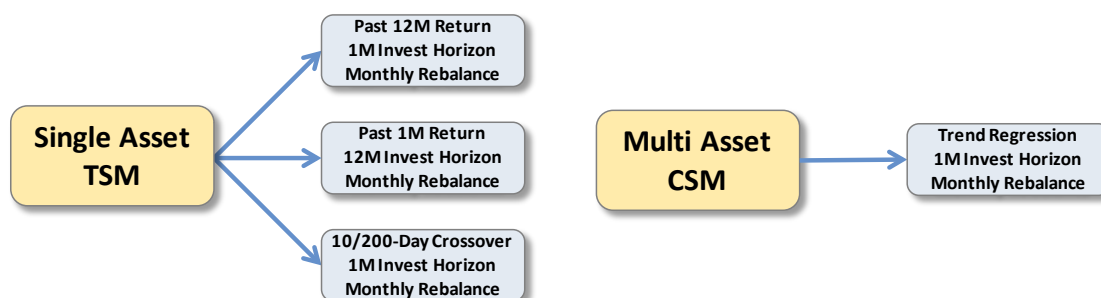 Single Asset
TSM
Past 12M Return
1M Invest Horizon
Monthly Rebalance
Past 1M Return
12M Invest Horizon
Monthly Rebalance
10/200-Day Crossover
1M Invest Horizon
Monthly Rebalance
Multi Asset
CSM
Trend Regression
1M Invest Horizon
Monthly Rebalance